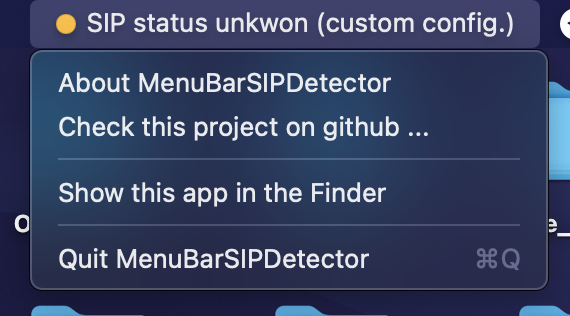 SIP status unkwon (custom config.)
About MenuBarSIPDetector
Check this project on github ...
Show this app in the Finder
Quit MenuBarSIPDetector ⌘Q